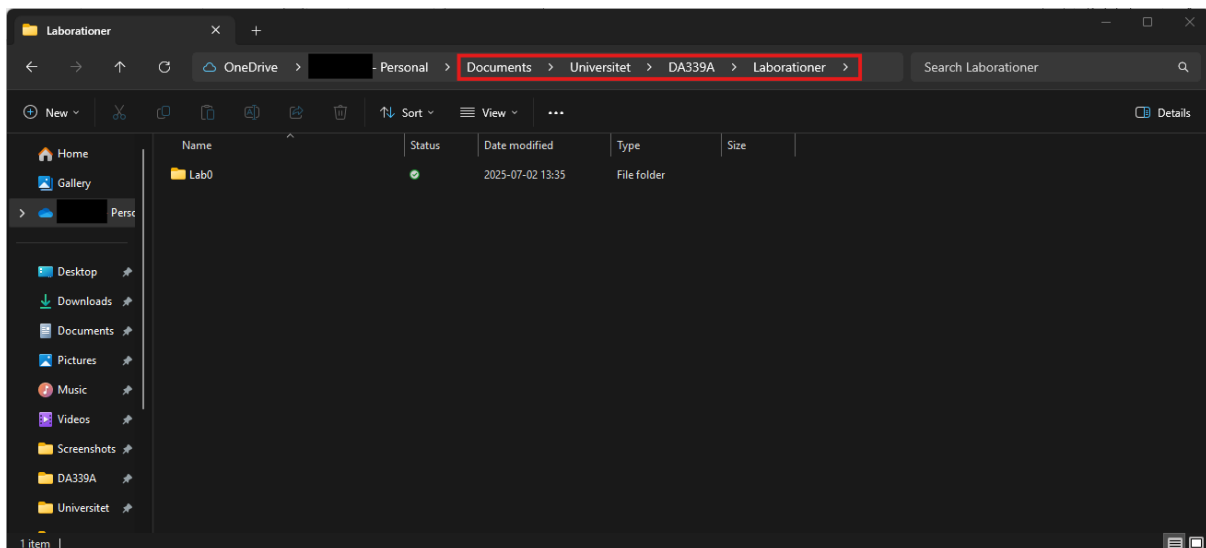 Laborationer
OneDrive > - Personal > Documents > Universitet > DA339A > Laborationer > Search Laborationer
New Sort View Details
Name Status Date modified Type Size
Home
Lab0 2025-07-02 13:35 File folder
Gallery
Perso
Desktop
Downloads
Documents
Pictures
Music
Videos
Screenshots
DA339A
Universitet
1 item